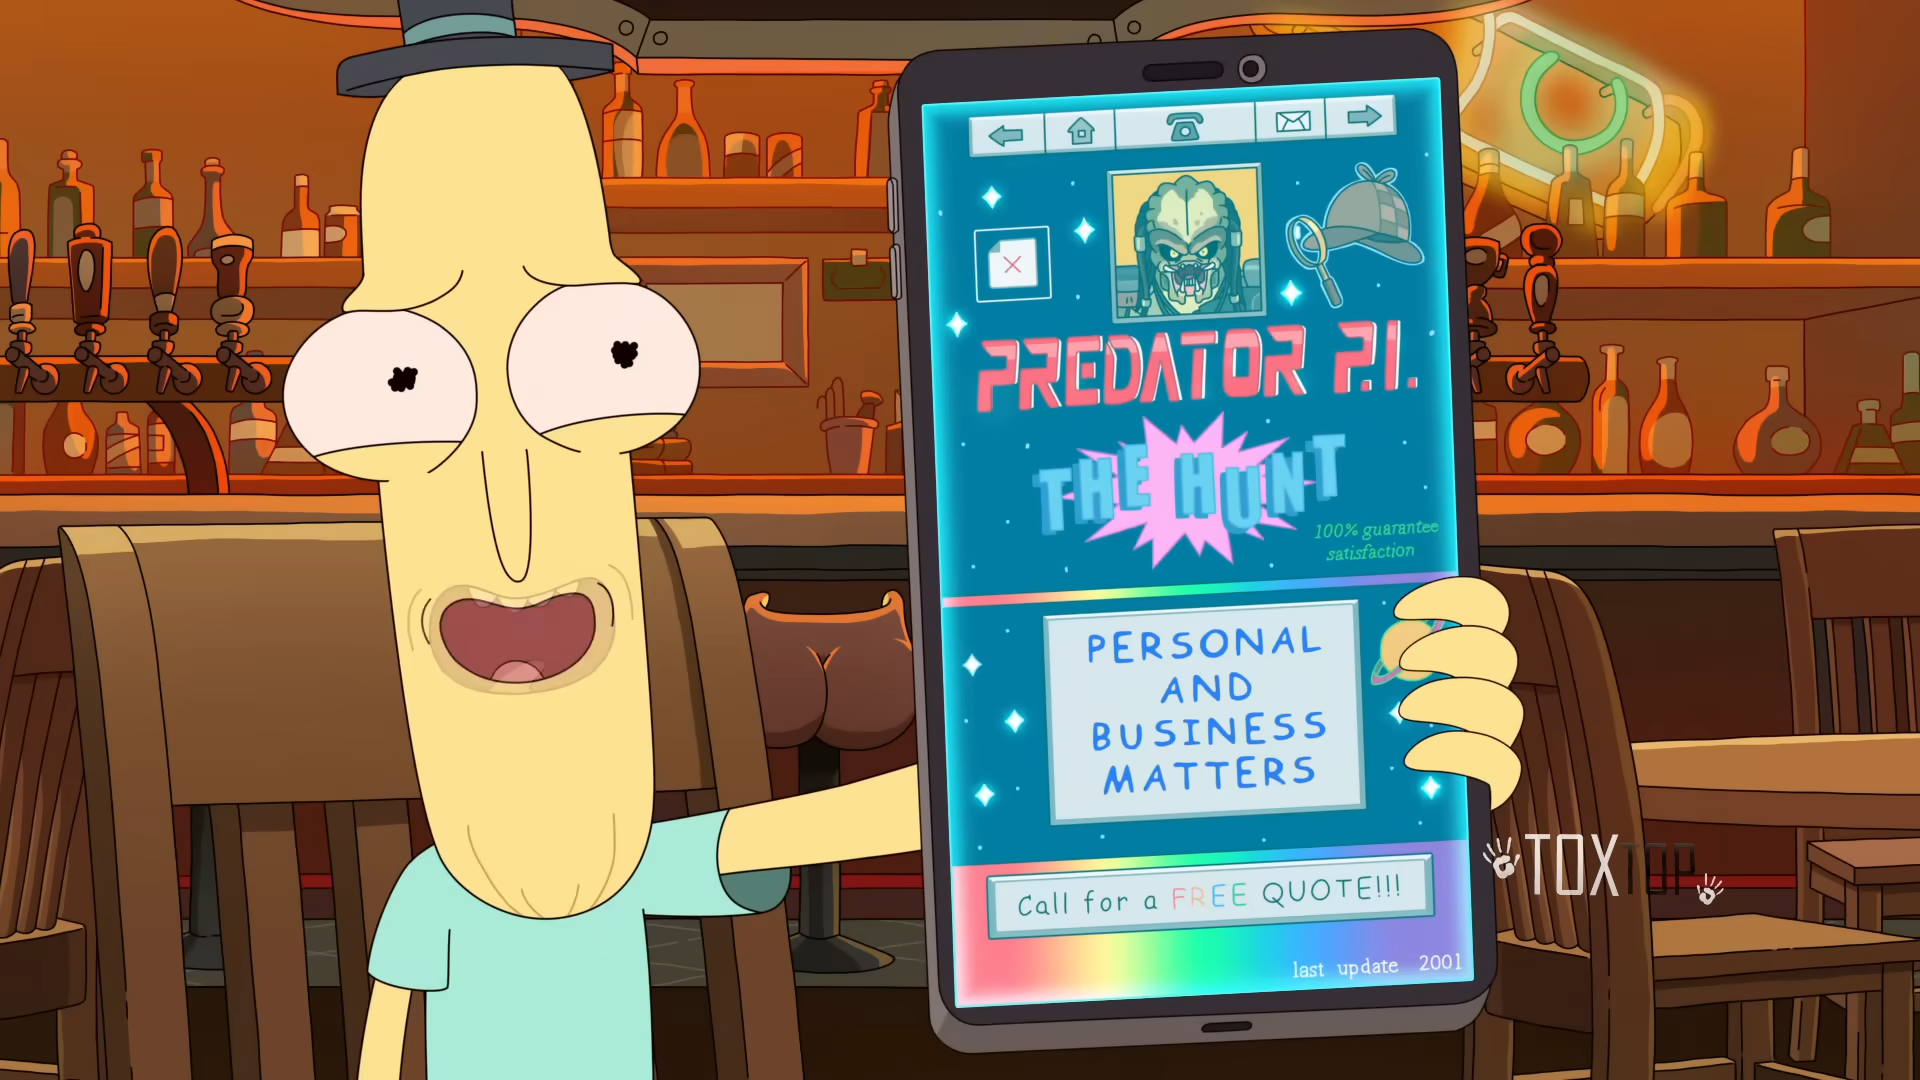 PREDATOR P.I.
THE HUNT
100% guarantee
satisfaction
PERSONAL
AND
BUSINESS
MATTERS
Call for a FREE QUOTE!!!
last update 2001
TOXTOP